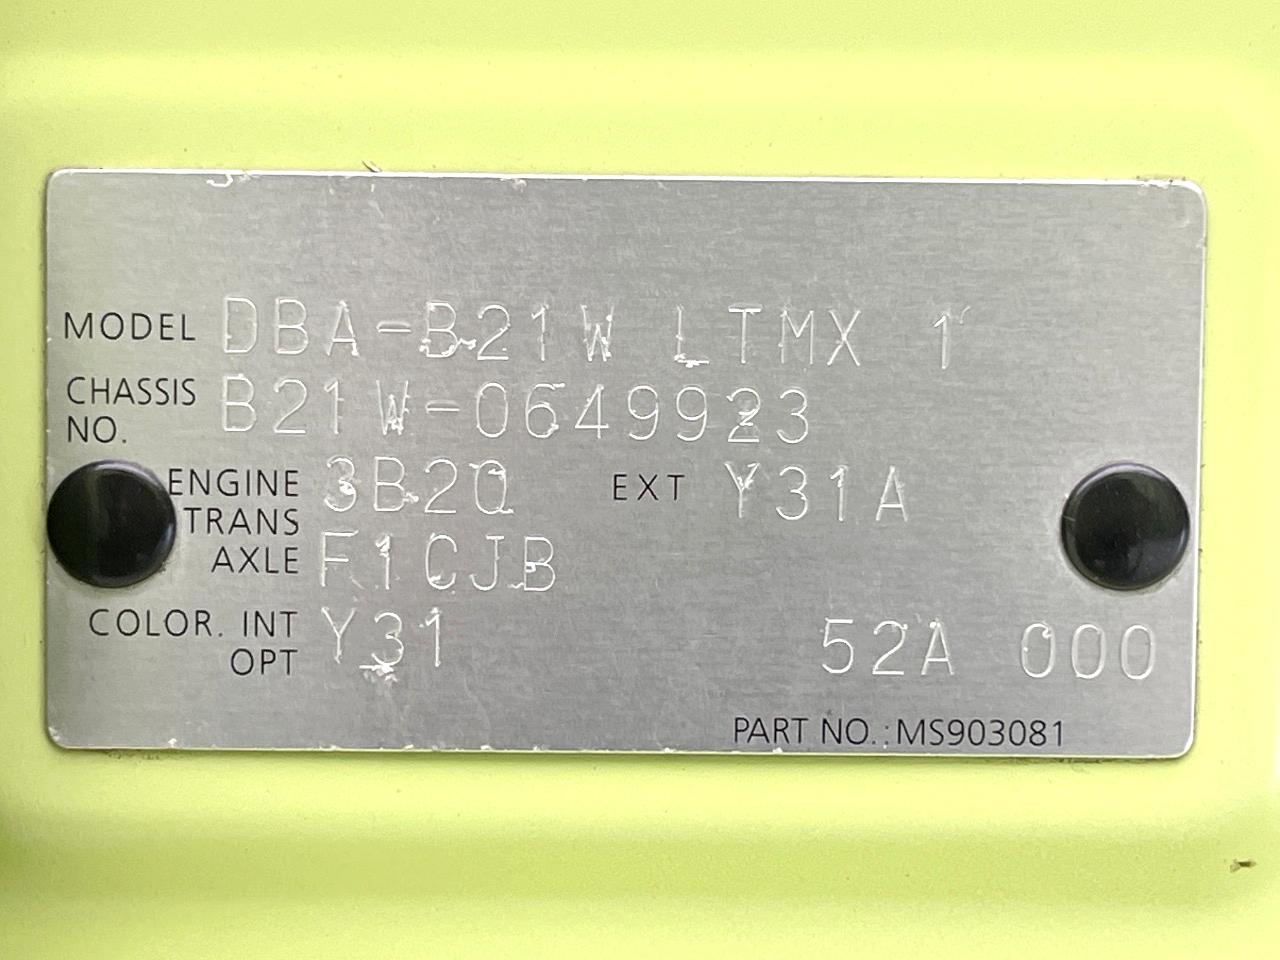 MODEL DBA-B21W LTMX 1
CHASSIS NO. B21W-0649923
ENGINE 3B20 EXT Y31A
TRANS AXLE F1CJB
COLOR. INT OPT Y31 52A 000
PART NO.:MS903081